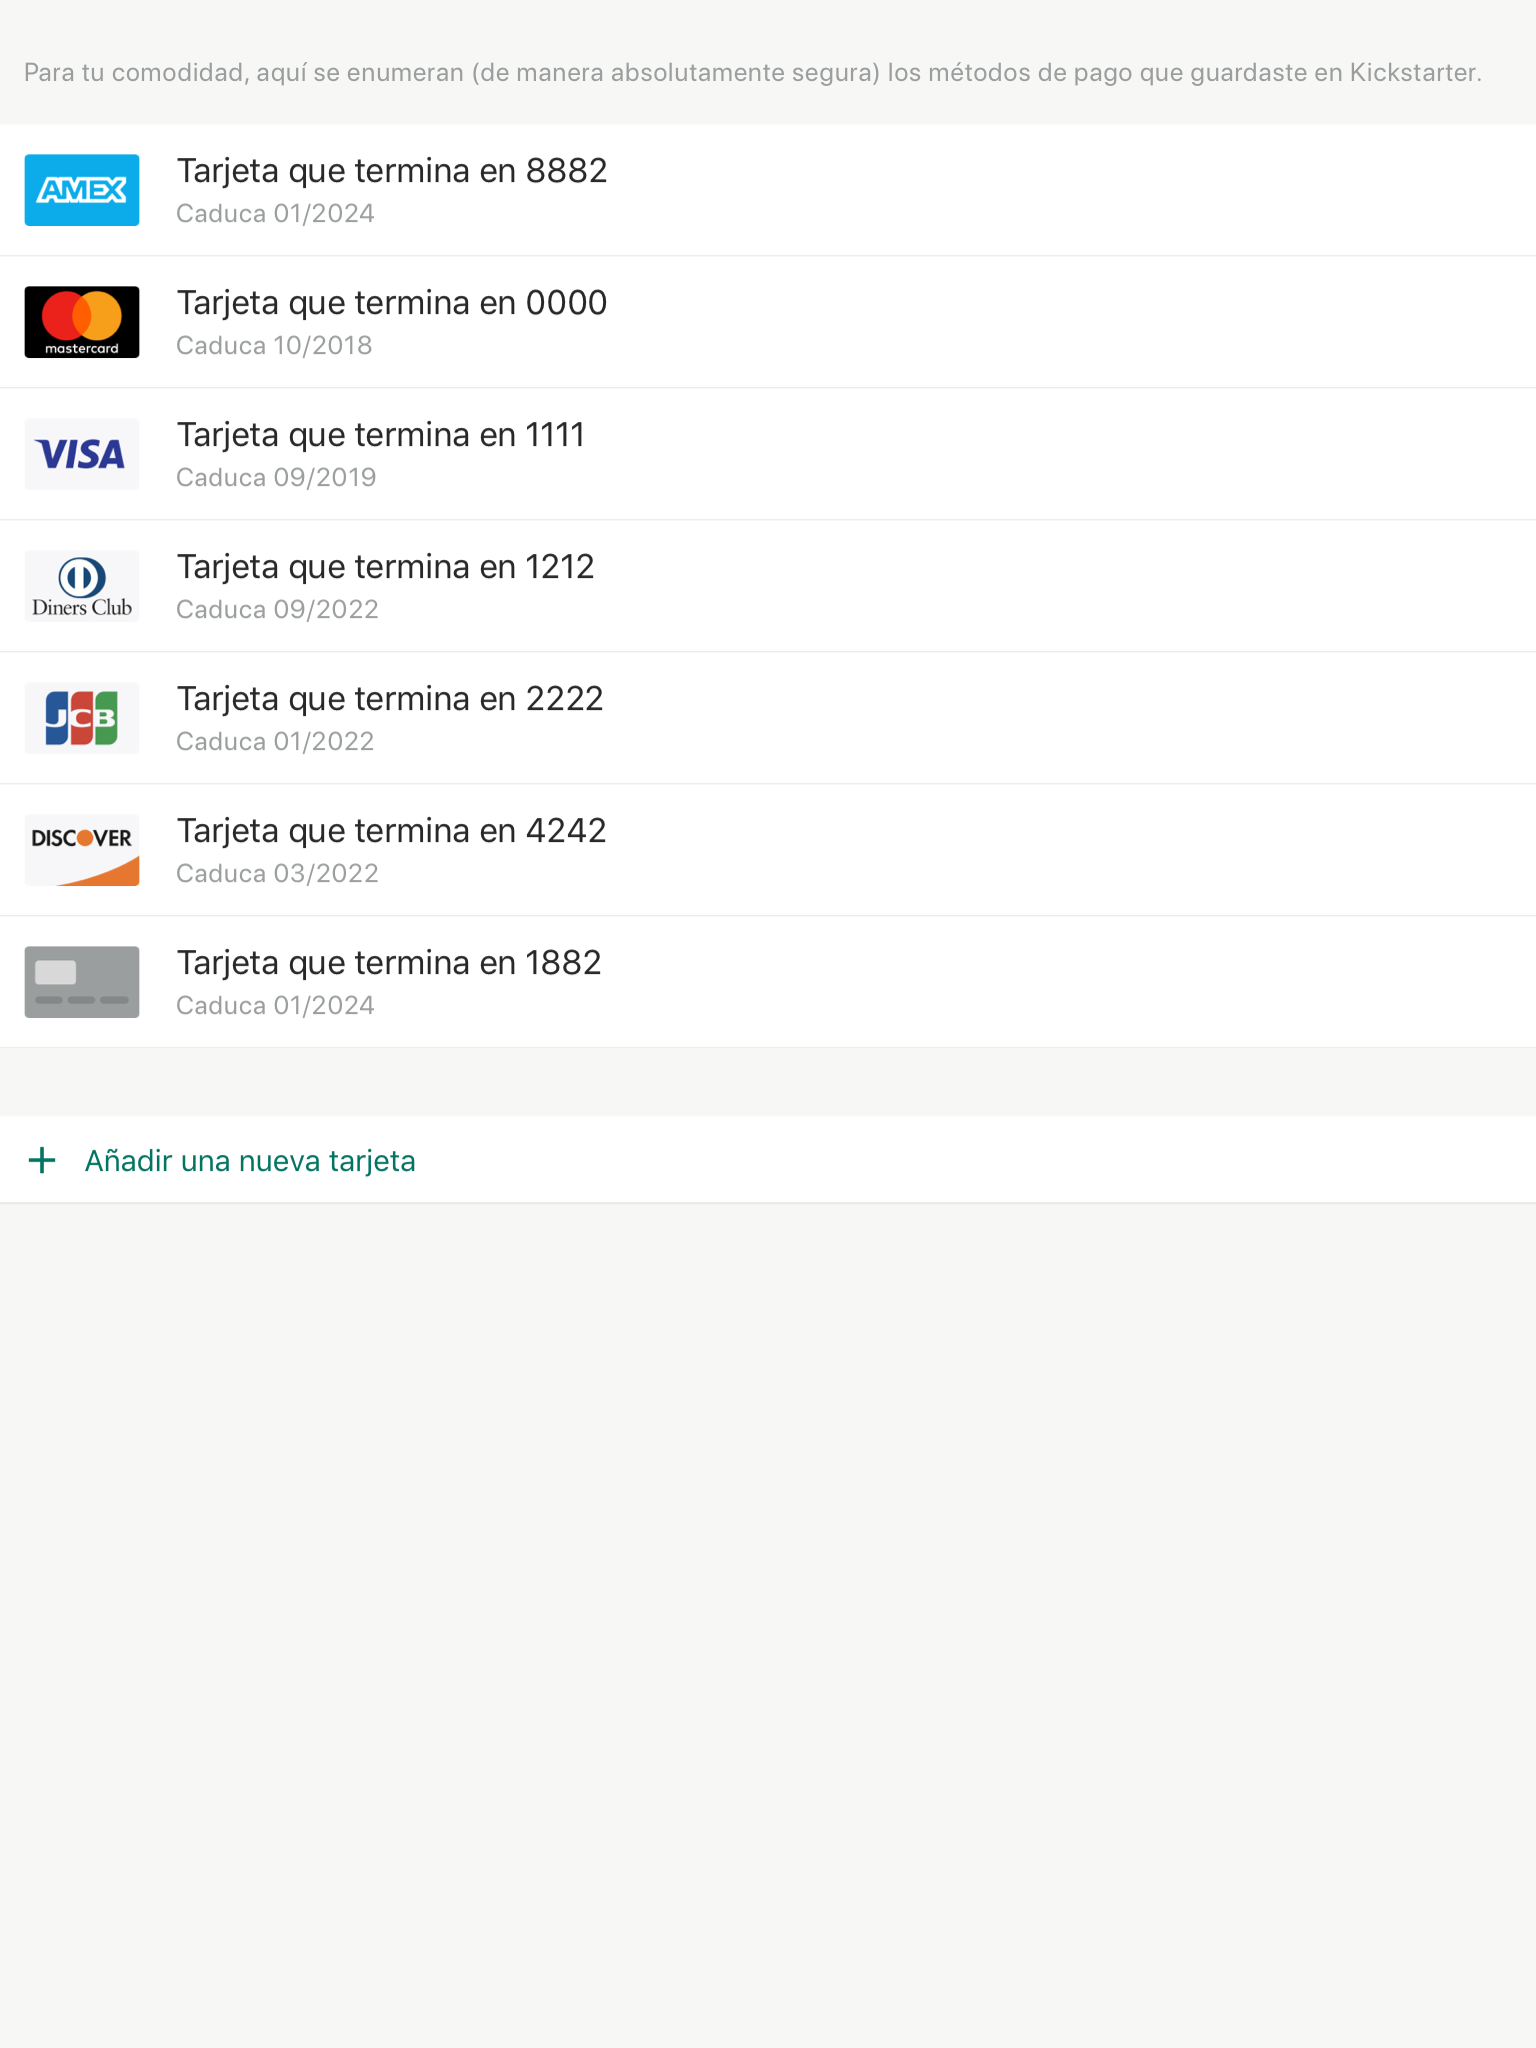 Para tu comodidad, aquí se enumeran (de manera absolutamente segura) los métodos de pago que guardaste en Kickstarter.
AMEX
Tarjeta que termina en 8882
Caduca 01/2024
mastercard
Tarjeta que termina en 0000
Caduca 10/2018
VISA
Tarjeta que termina en 1111
Caduca 09/2019
Diners Club
Tarjeta que termina en 1212
Caduca 09/2022
JCB
Tarjeta que termina en 2222
Caduca 01/2022
DISCOVER
Tarjeta que termina en 4242
Caduca 03/2022
Tarjeta que termina en 1882
Caduca 01/2024
Añadir una nueva tarjeta